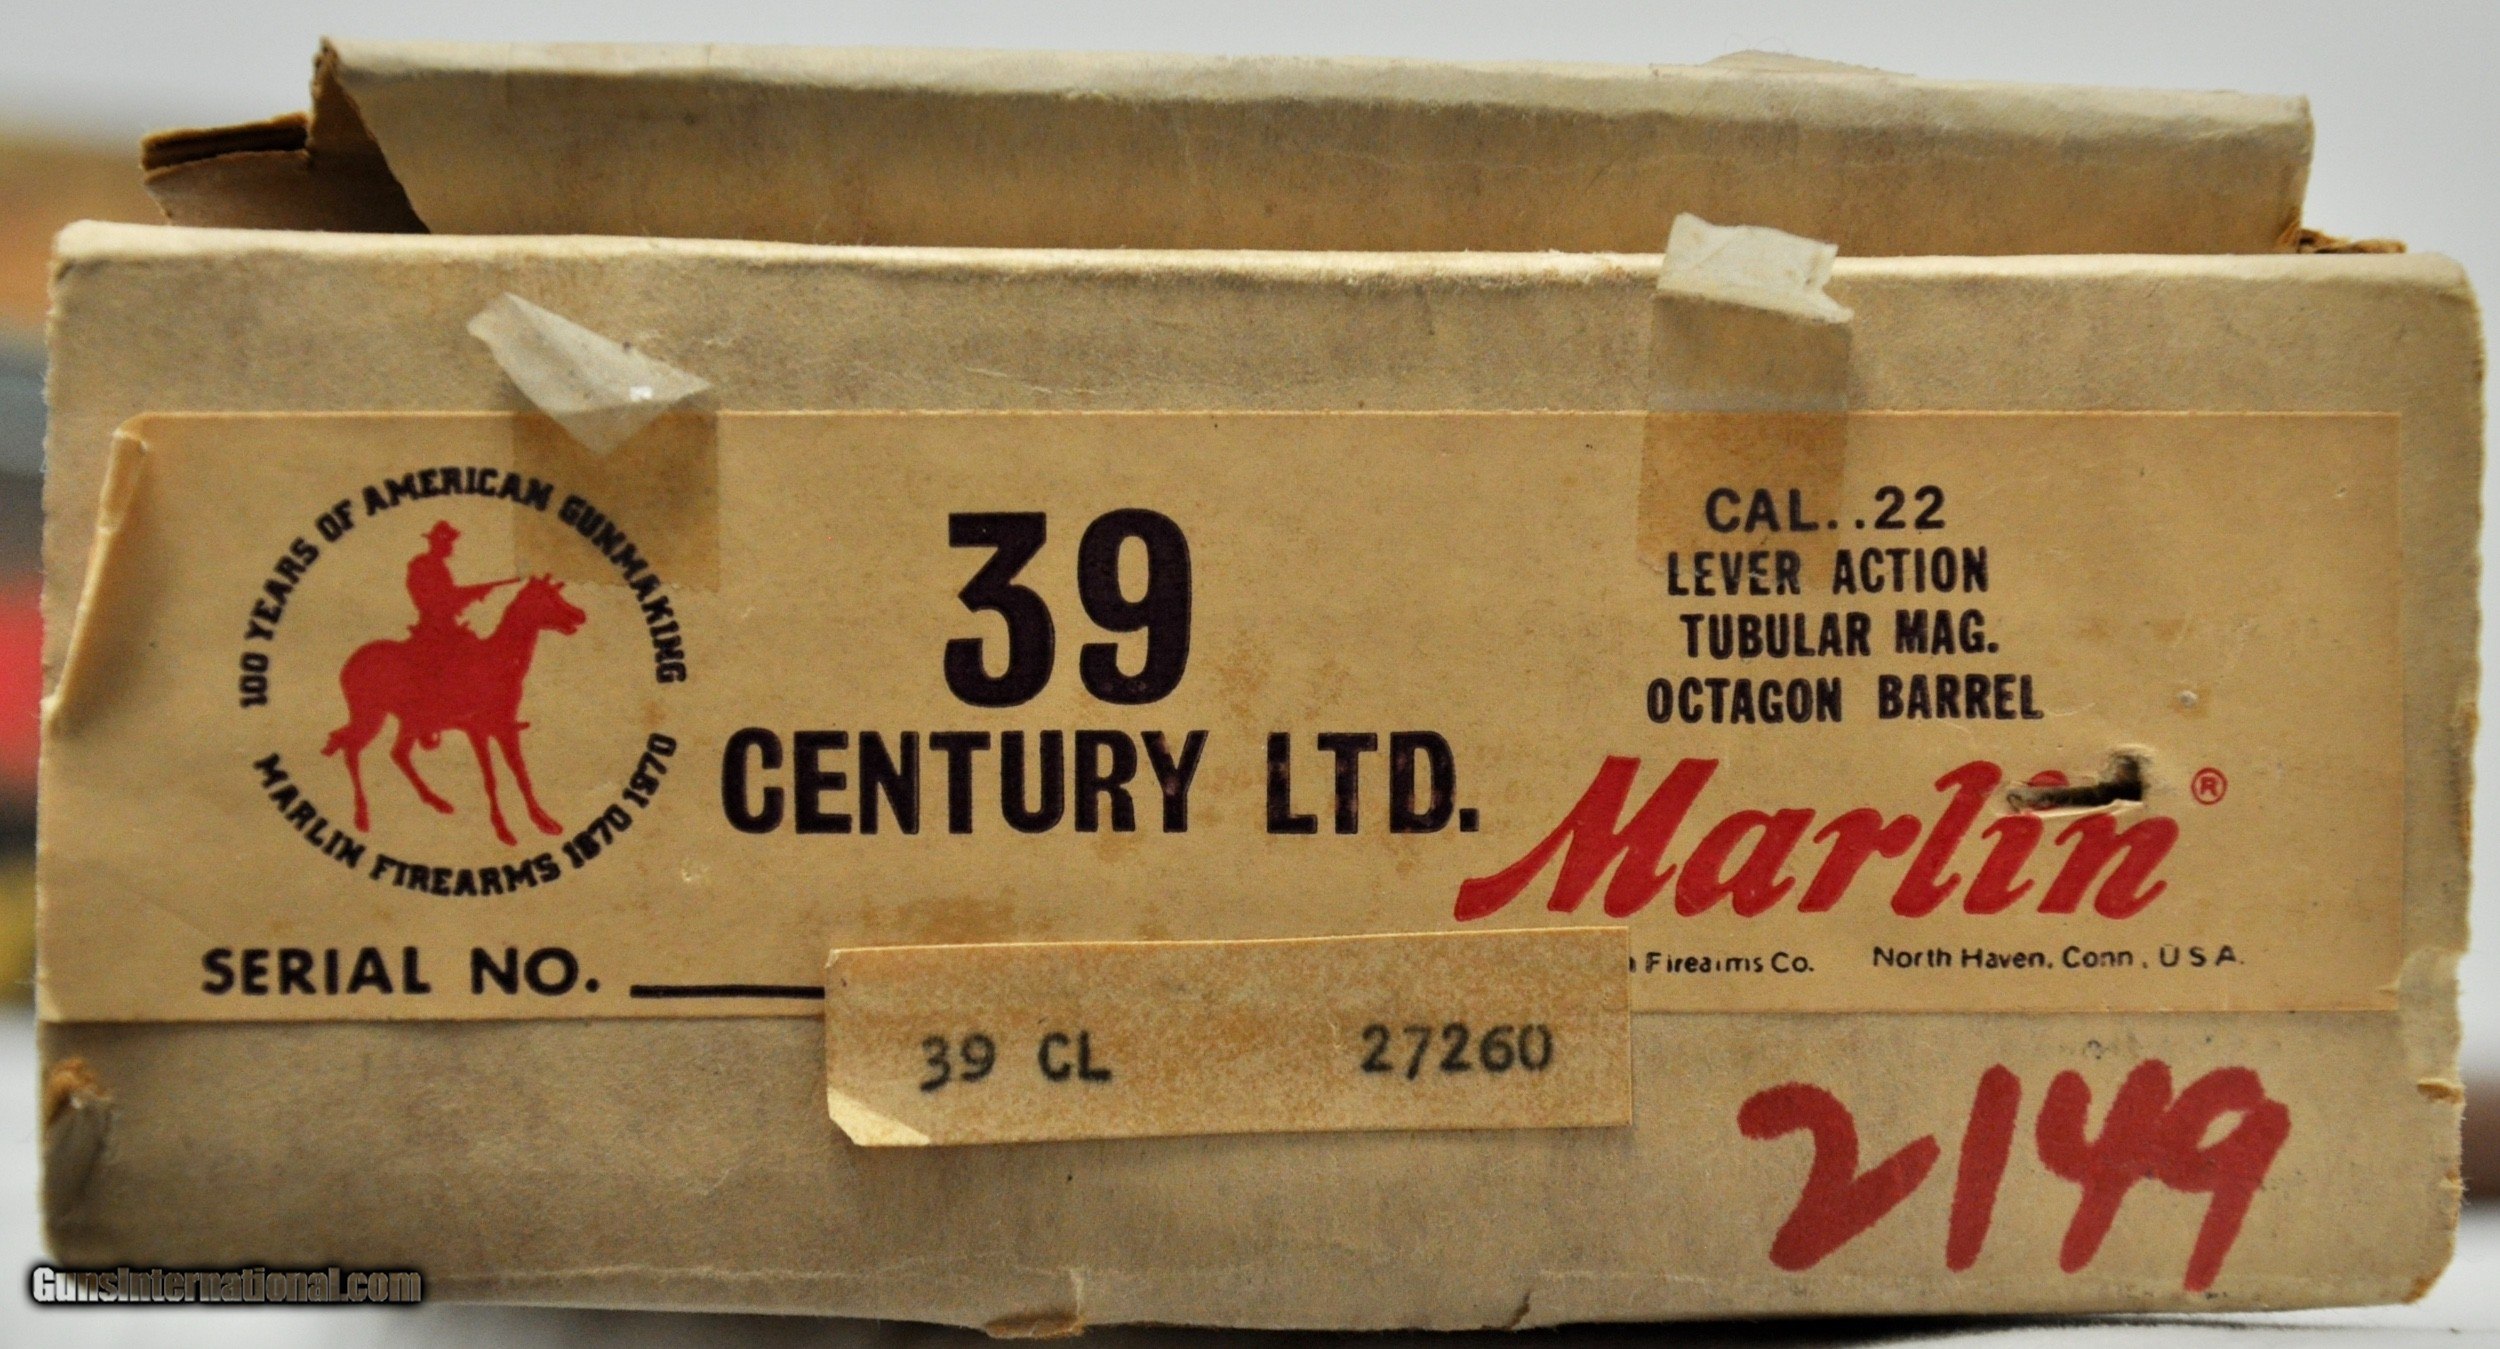 100 YEARS OF AMERICAN GUNMAKING
MARLIN FIREARMS 1870 1970
39
CENTURY LTD.
CAL..22
LEVER ACTION
TUBULAR MAG.
OCTAGON BARREL
Marlin ®
Firearms Co. North Haven, Conn, U S A.
SERIAL NO.
39 CL 27260
2149
GunsInternational.com